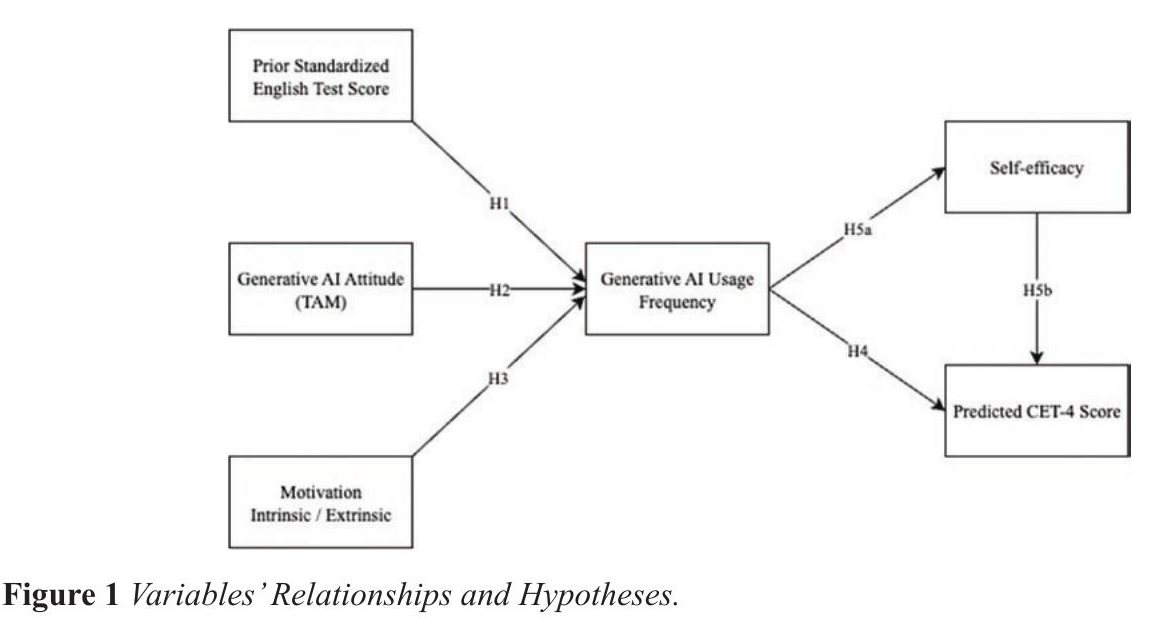 Prior Standardized
English Test Score
H1
Generative AI Attitude
(TAM)
H2
Motivation
Intrinsic / Extrinsic
H3
Generative AI Usage
Frequency
H5a
Self-efficacy
H5b
H4
Predicted CET-4 Score
Figure 1 Variables’ Relationships and Hypotheses.